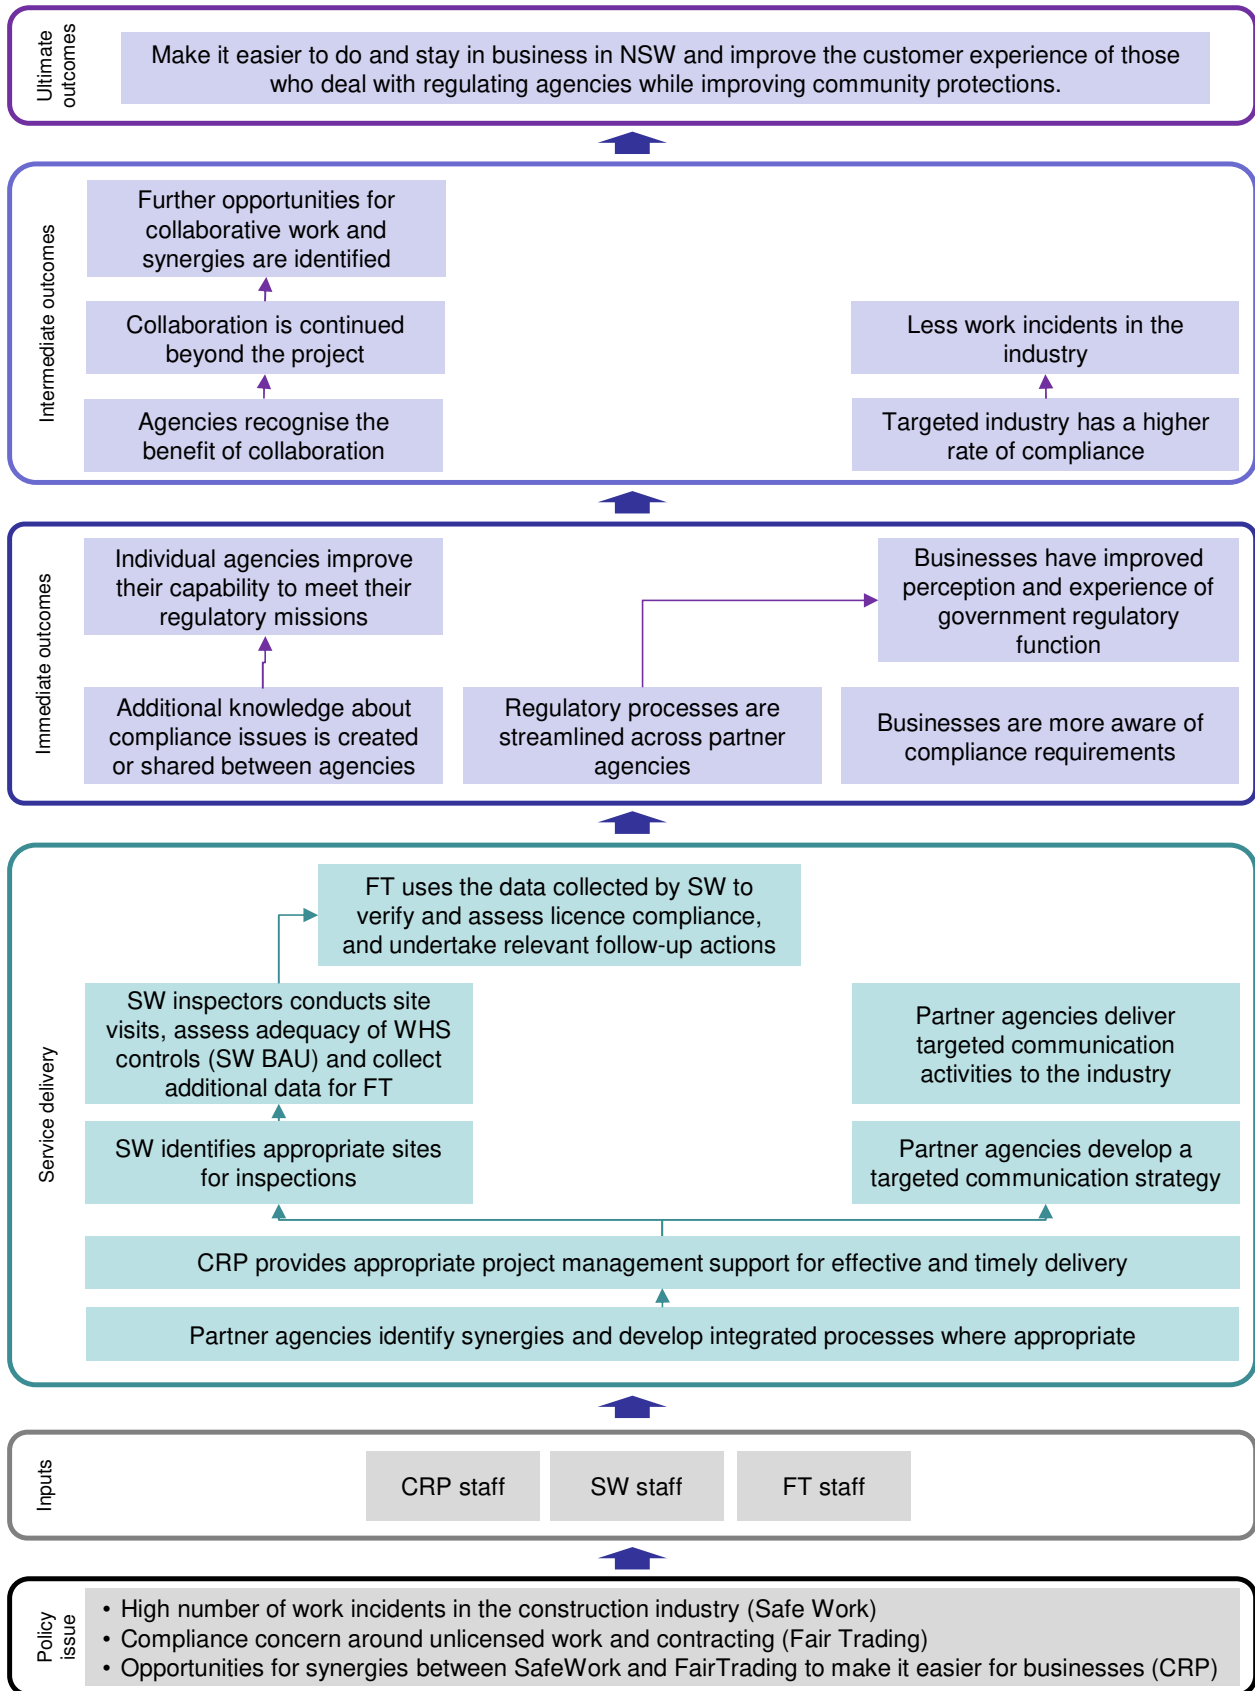 Ultimate
outcomes
Make it easier to do and stay in business in NSW and improve the customer experience of those
who deal with regulating agencies while improving community protections.
Intermediate outcomes
Further opportunities for
collaborative work and
synergies are identified
Collaboration is continued
beyond the project
Agencies recognise the
benefit of collaboration
Less work incidents in the
industry
Targeted industry has a higher
rate of compliance
Immediate outcomes
Individual agencies improve
their capability to meet their
regulatory missions
Businesses have improved
perception and experience of
government regulatory
function
Additional knowledge about
compliance issues is created
or shared between agencies
Regulatory processes are
streamlined across partner
agencies
Businesses are more aware of
compliance requirements
Service delivery
FT uses the data collected by SW to
verify and assess licence compliance,
and undertake relevant follow-up actions
SW inspectors conducts site
visits, assess adequacy of WHS
controls (SW BAU) and collect
additional data for FT
Partner agencies deliver
targeted communication
activities to the industry
SW identifies appropriate sites
for inspections
Partner agencies develop a
targeted communication strategy
CRP provides appropriate project management support for effective and timely delivery
Partner agencies identify synergies and develop integrated processes where appropriate
Inputs
CRP staff
SW staff
FT staff
Policy
issue
• High number of work incidents in the construction industry (Safe Work)
• Compliance concern around unlicensed work and contracting (Fair Trading)
• Opportunities for synergies between SafeWork and FairTrading to make it easier for businesses (CRP)